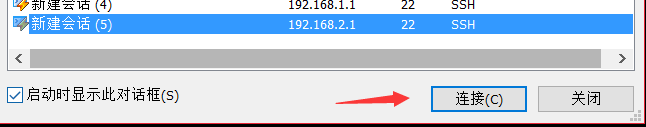 新建会话 (4) 192.168.1.1 22 SSH
新建会话 (5) 192.168.2.1 22 SSH
启动时显示此对话框(S) 连接(C) 关闭